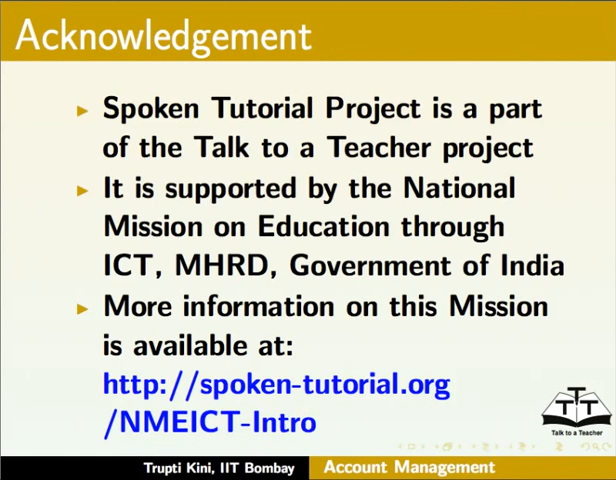 Acknowledgement
Spoken Tutorial Project is a part
of the Talk to a Teacher project
It is supported by the National
Mission on Education through
ICT, MHRD, Government of India
More information on this Mission
is available at:
http://spoken-tutorial.org
/NMEICT-Intro
TTT
Talk to a Teacher
Trupti Kini, IIT Bombay
Account Management